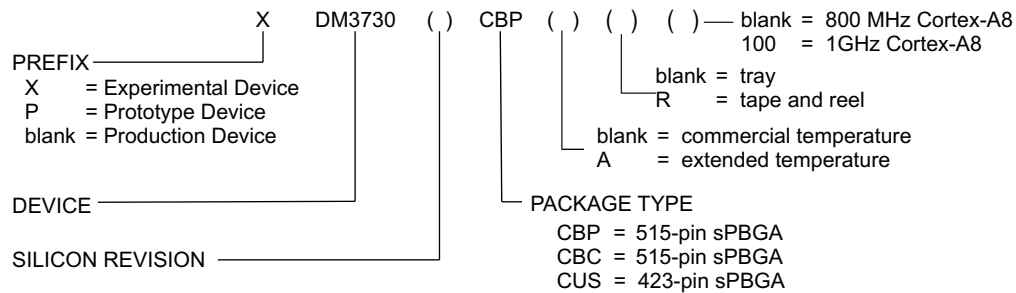 X DM3730 ( ) CBP ( ) ( ) ( ) blank = 800 MHz Cortex-A8
100 = 1GHz Cortex-A8
PREFIX
X = Experimental Device
P = Prototype Device
blank = Production Device
blank = tray
R = tape and reel
blank = commercial temperature
A = extended temperature
DEVICE
PACKAGE TYPE
CBP = 515-pin sPBGA
CBC = 515-pin sPBGA
CUS = 423-pin sPBGA
SILICON REVISION